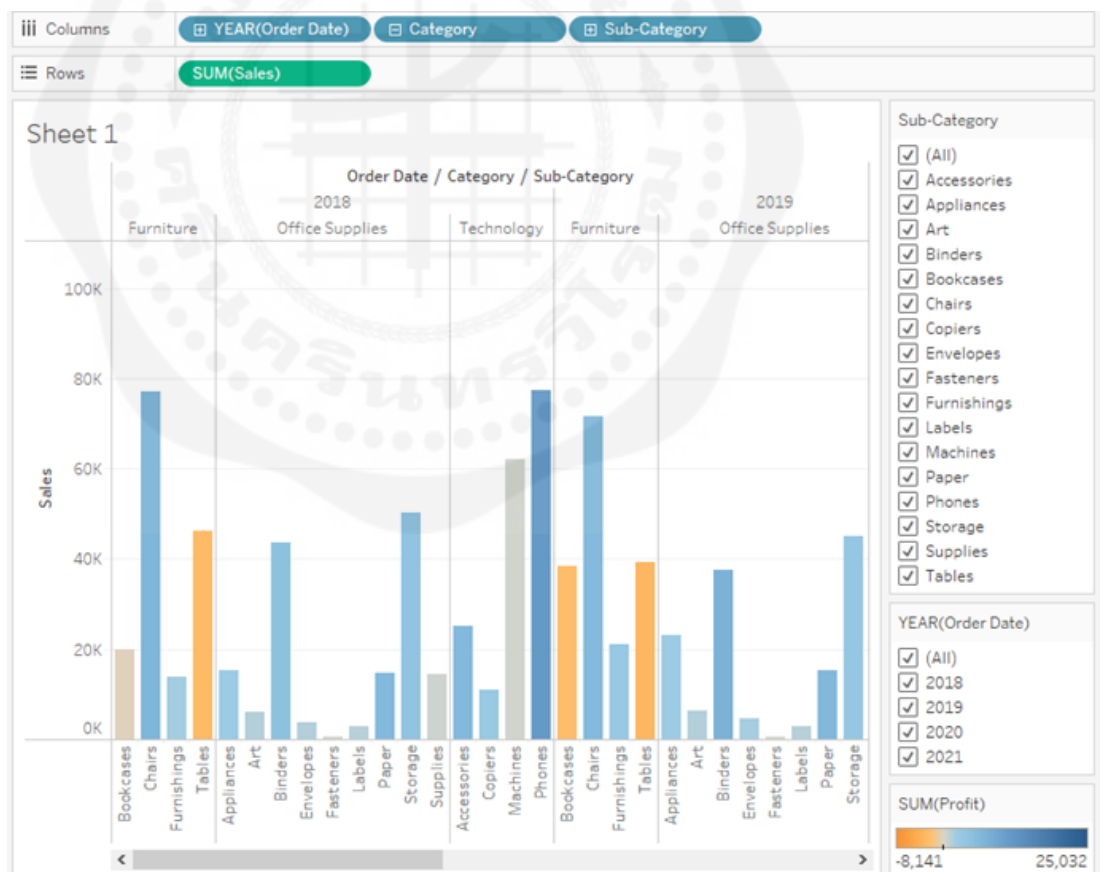 Columns
YEAR(Order Date)
Category
Sub-Category
Rows
SUM(Sales)
Sheet 1
Order Date / Category / Sub-Category
2018
2019
Furniture
Office Supplies
Technology
Furniture
Office Supplies
100K
80K
60K
40K
20K
0K
Sales
Bookcases
Chairs
Furnishings
Tables
Appliances
Art
Binders
Envelopes
Fasteners
Labels
Paper
Storage
Supplies
Accessories
Copiers
Machines
Phones
Bookcases
Chairs
Furnishings
Tables
Appliances
Art
Binders
Envelopes
Fasteners
Labels
Paper
Storage
Sub-Category
(All)
Accessories
Appliances
Art
Binders
Bookcases
Chairs
Copiers
Envelopes
Fasteners
Furnishings
Labels
Machines
Paper
Phones
Storage
Supplies
Tables
YEAR(Order Date)
(All)
2018
2019
2020
2021
SUM(Profit)
-8,141
25,032